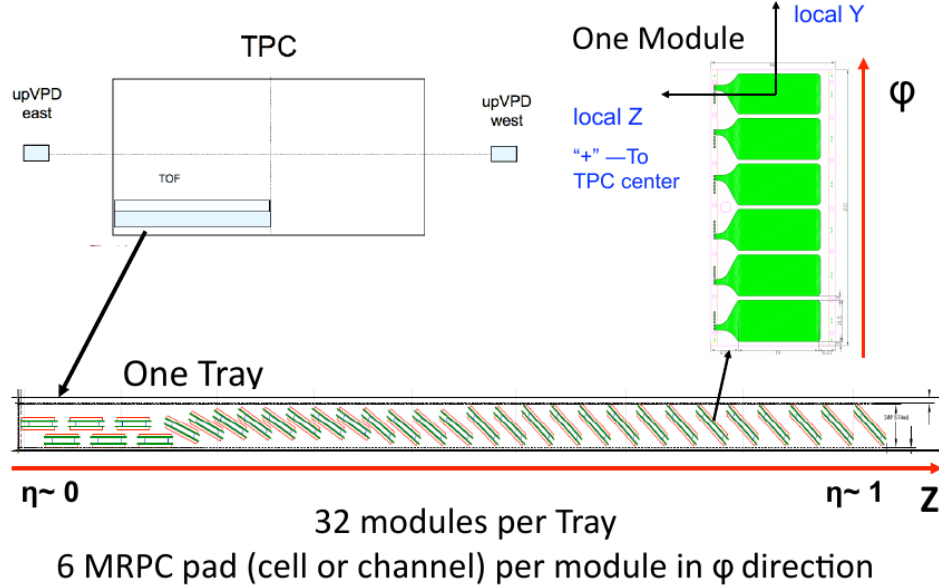 TPC
upVPD
east
TOF
upVPD
west
One Module
local Y
local Z
"+" —To
TPC center
φ
One Tray
η~ 0
η~ 1
Z
32 modules per Tray
6 MRPC pad (cell or channel) per module in φ direction